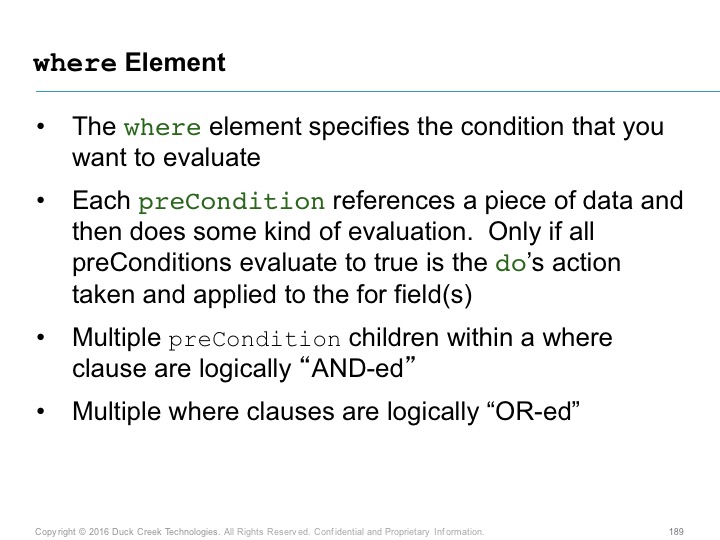 where Element
• The where element specifies the condition that you
want to evaluate
• Each preCondition references a piece of data and
then does some kind of evaluation.  Only if all
preConditions evaluate to true is the do’s action
taken and applied to the for field(s)
• Multiple preCondition children within a where
clause are logically “AND-ed”
• Multiple where clauses are logically “OR-ed”
Copyright © 2016 Duck Creek Technologies. All Rights Reserved. Confidential and Proprietary Information. 189